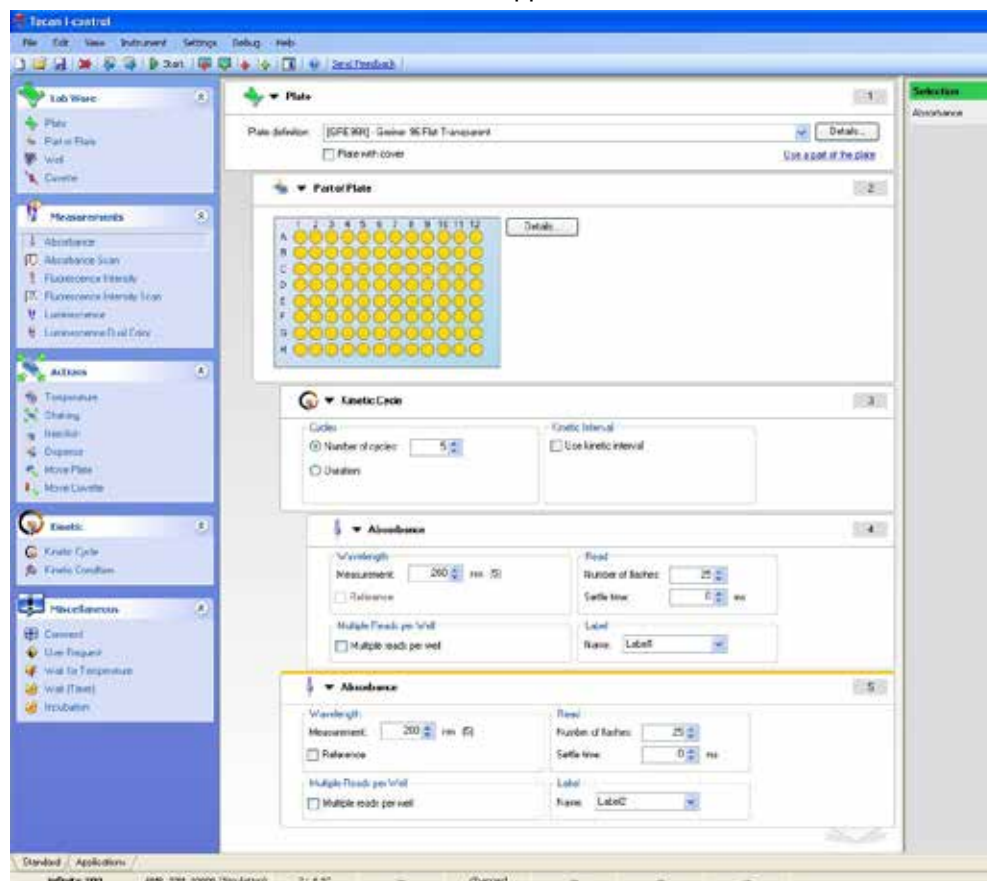 Tecan i-control
File Edit View Instrument Settings Debug Help
Start Send Feedback
Lab Ware
Plate
Part of Plate
Well
Cuvette
Measurements
Absorbance
Absorbance Scan
Fluorescence Intensity
Fluorescence Intensity Scan
Luminescence
Luminescence Dual Color
Actions
Temperature
Shaking
Injection
Dispense
Move Plate
Move Cuvette
Kinetic
Kinetic Cycle
Kinetic Condition
Miscellaneous
Comment
User Request
Wait for Temperature
Wait (Timer)
Incubation
Plate 1
Plate definition: [GRE96ft] - Greiner 96 Flat Transparent Details...
Plate with cover Use a part of the plate
Part of Plate 2
1 2 3 4 5 6 7 8 9 10 11 12 Details...
A
B
C
D
E
F
G
H
Kinetic Cycle 3
Cycles Kinetic Interval
Number of cycles: 5 Use kinetic interval
Duration
Absorbance 4
Wavelength Read
Measurement: 260 nm (5) Number of flashes: 25
Reference Settle time: 0 ms
Multiple Reads per Well Label
Multiple reads per well Name: Label1
Absorbance 5
Wavelength Read
Measurement: 260 nm (5) Number of flashes: 25
Reference Settle time: 0 ms
Multiple Reads per Well Label
Multiple reads per well Name: Label2
Selection
Absorbance
Standard Applications